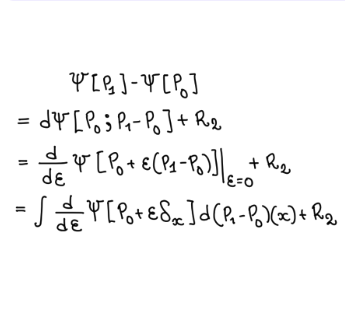 Ψ[P₁]-Ψ[P₀]
= dΨ[P₀; P₁-P₀] + R₂
= d/dε Ψ[P₀ + ε(P₁-P₀)]|ε=0 + R₂
= ∫ d/dε Ψ[P₀+εδₓ] d(P₁-P₀)(x) + R₂